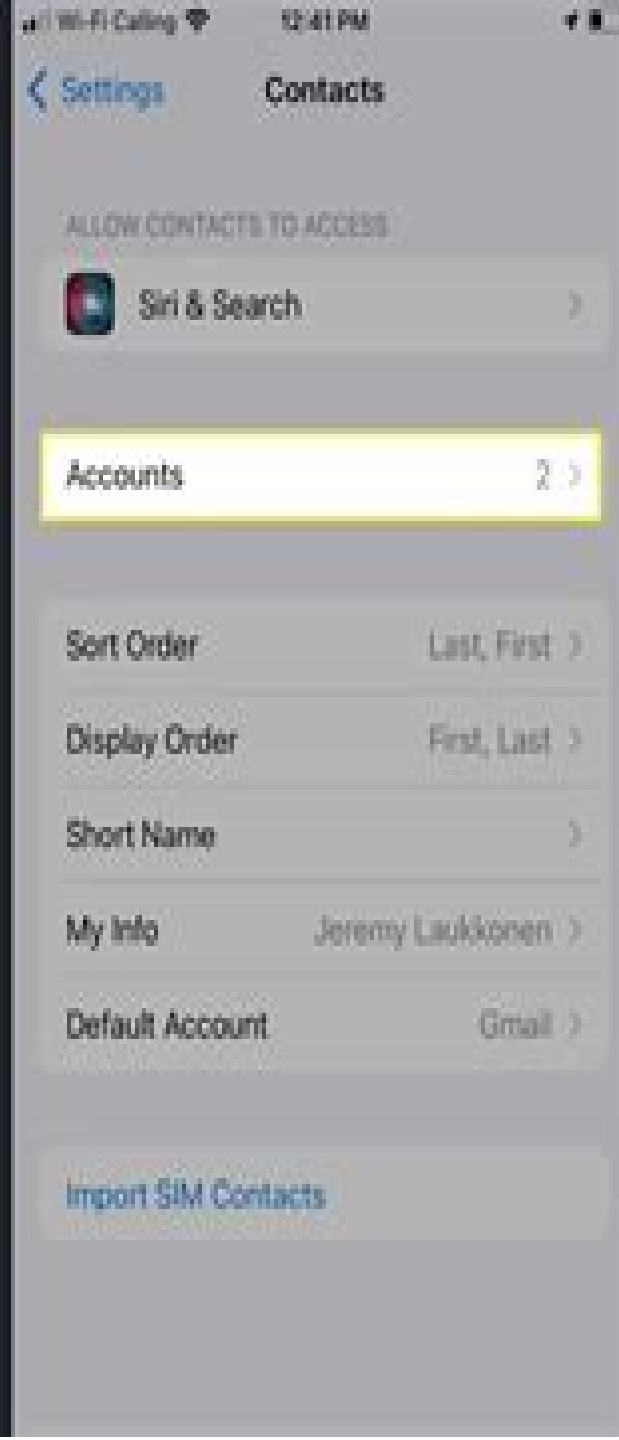 Wi-Fi Calling 12:41 PM
Settings Contacts
ALLOW CONTACTS TO ACCESS
Siri & Search
Accounts 2
Sort Order Last, First
Display Order First, Last
Short Name
My Info Jeremy Laukkonen
Default Account Gmail
Import SIM Contacts